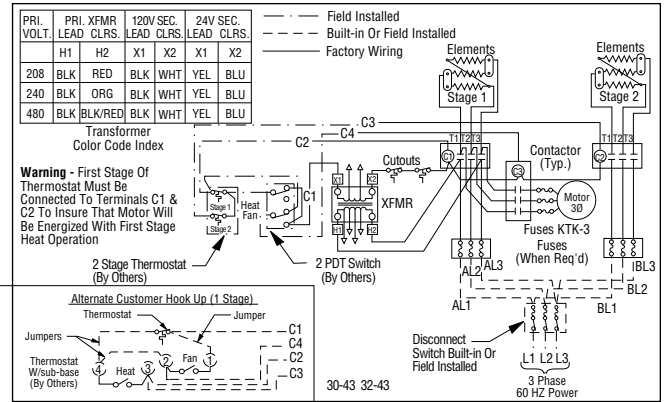 PRI. VOLT. PRI. XFMR LEAD CLRS. 120V SEC. LEAD CLRS. 24V SEC. LEAD CLRS.
H1 H2 X1 X2 X1 X2
208 BLK RED BLK WHT YEL BLU
240 BLK ORG BLK WHT YEL BLU
480 BLK BLK/RED BLK WHT YEL BLU
Transformer
Color Code Index
Field Installed
Built-in Or Field Installed
Factory Wiring
Warning - First Stage Of
Thermostat Must Be
Connected To Terminals C1 &
C2 To Insure That Motor Will
Be Energized With First Stage
Heat Operation
Elements
Stage 1
Elements
Stage 2
C3
C4
C2
C1
T1 T2 T3
T1 T2 T3
C1
C3
C2
Contactor
(Typ.)
Cutouts
X1
X2
XFMR
H1
H2
Motor
3Ø
Fuses KTK-3
Fuses
(When Req'd)
Stage 1
Stage 2
Heat
Fan
2 Stage Thermostat
(By Others)
2 PDT Switch
(By Others)
AL3
AL2
AL1
BL3
BL2
BL1
Disconnect
Switch Built-in Or
Field Installed
L1 L2 L3
3 Phase
60 HZ Power
Alternate Customer Hook Up (1 Stage)
Thermostat
Jumper
Jumpers
C1
C4
C2
C3
Thermostat
W/sub-base
(By Others)
4
Heat
3
2
Fan
1
30-43 32-43